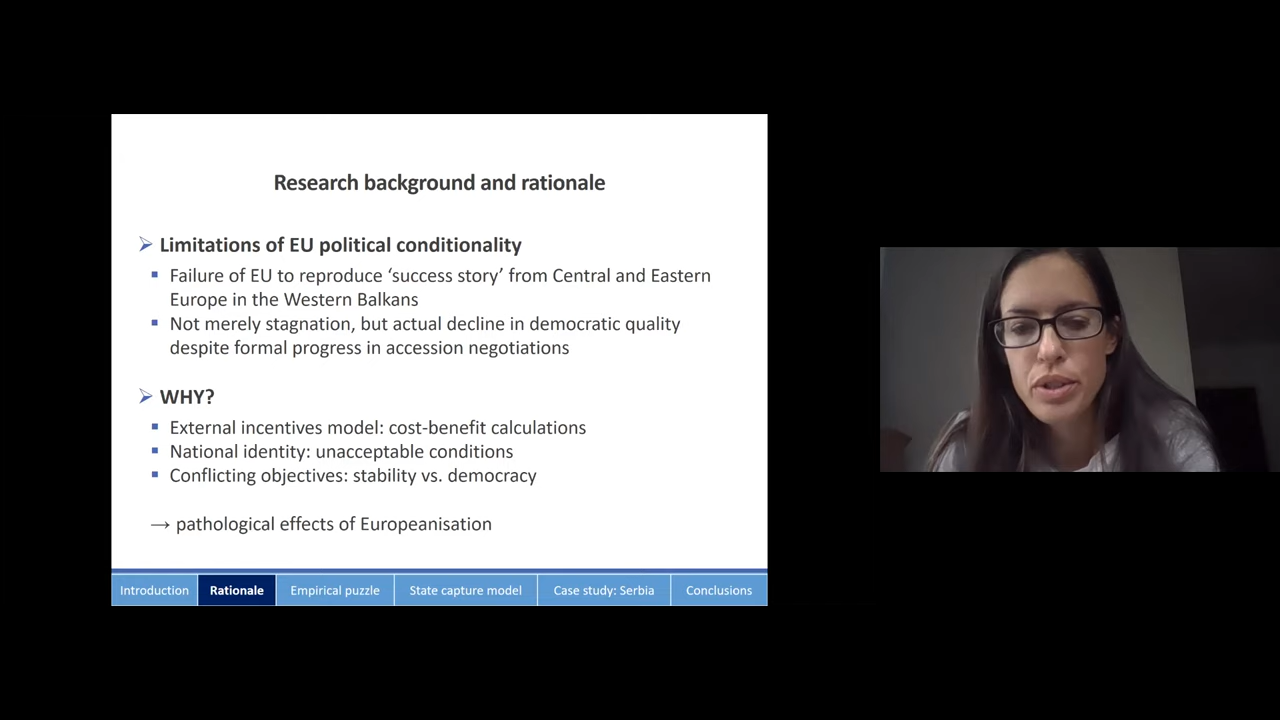 Research background and rationale
➢ Limitations of EU political conditionality
▪ Failure of EU to reproduce ‘success story’ from Central and Eastern
Europe in the Western Balkans
▪ Not merely stagnation, but actual decline in democratic quality
despite formal progress in accession negotiations
➢ WHY?
▪ External incentives model: cost-benefit calculations
▪ National identity: unacceptable conditions
▪ Conflicting objectives: stability vs. democracy
→ pathological effects of Europeanisation
Introduction Rationale Empirical puzzle State capture model Case study: Serbia Conclusions